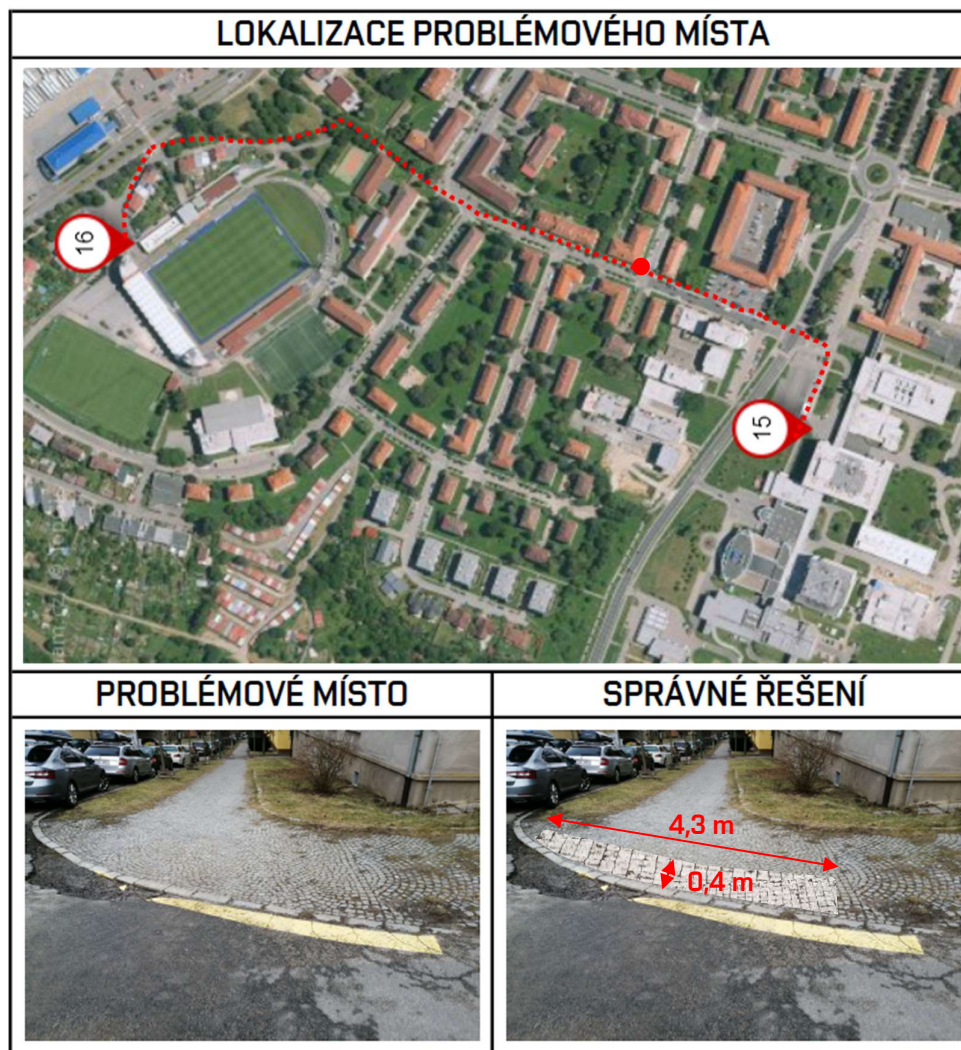 LOKALIZACE PROBLÉMOVÉHO MÍSTA
16
15
PROBLÉMOVÉ MÍSTO
SPRÁVNÉ ŘEŠENÍ
4,3 m
0,4 m